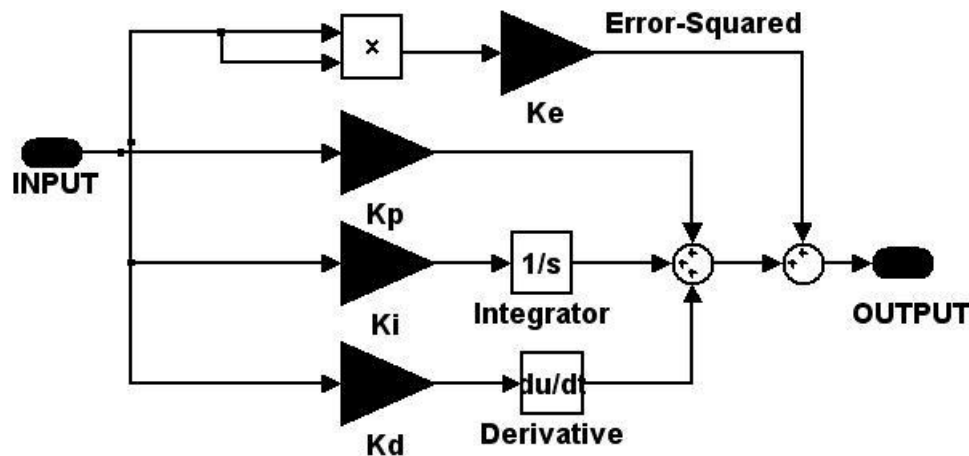 Error-Squared
×
Ke
INPUT
Kp
1/s
Integrator
Ki
OUTPUT
du/dt
Derivative
Kd